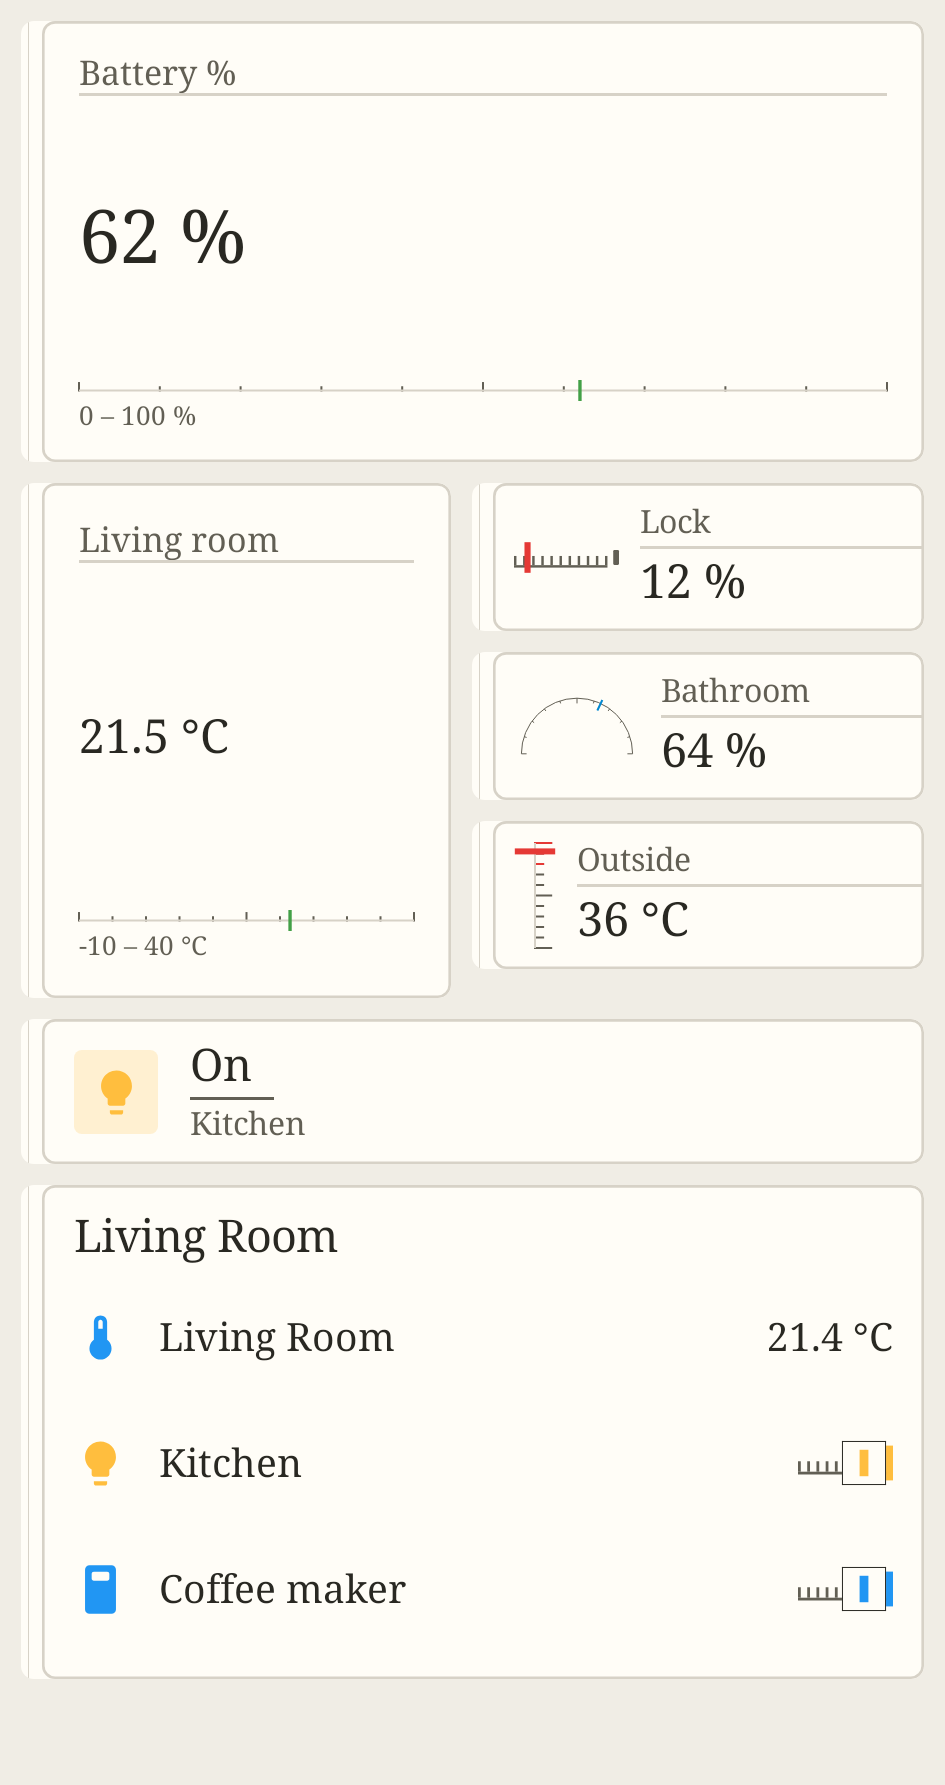 Battery %
62 %
0 – 100 %
Living room
21.5 °C
-10 – 40 °C
Lock
12 %
Bathroom
64 %
Outside
36 °C
On
Kitchen
Living Room
Living Room 21.4 °C
Kitchen
Coffee maker